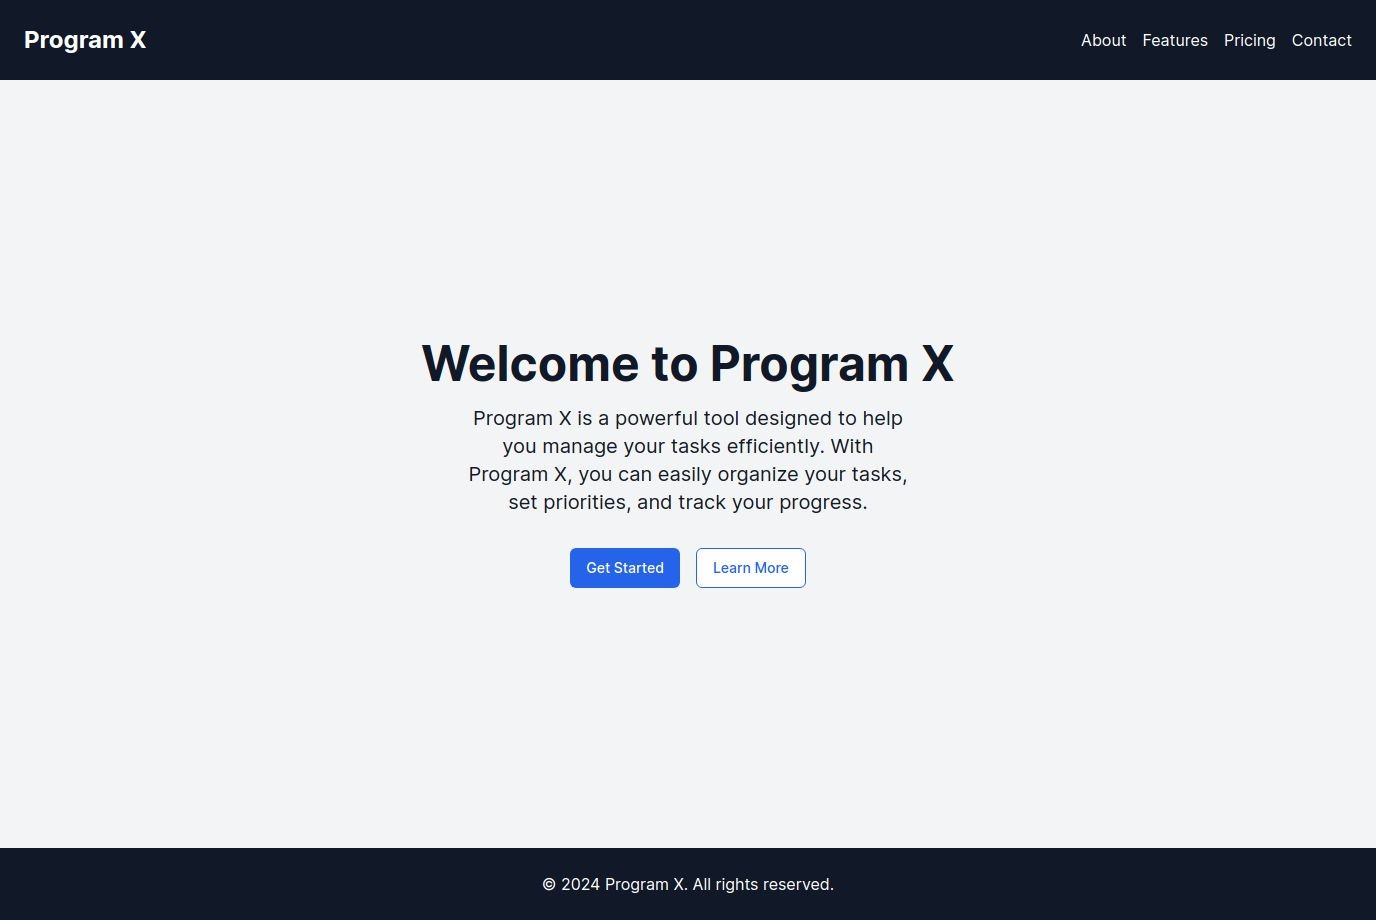 Program X
About Features Pricing Contact
Welcome to Program X
Program X is a powerful tool designed to help
you manage your tasks efficiently. With
Program X, you can easily organize your tasks,
set priorities, and track your progress.
Get Started
Learn More
© 2024 Program X. All rights reserved.